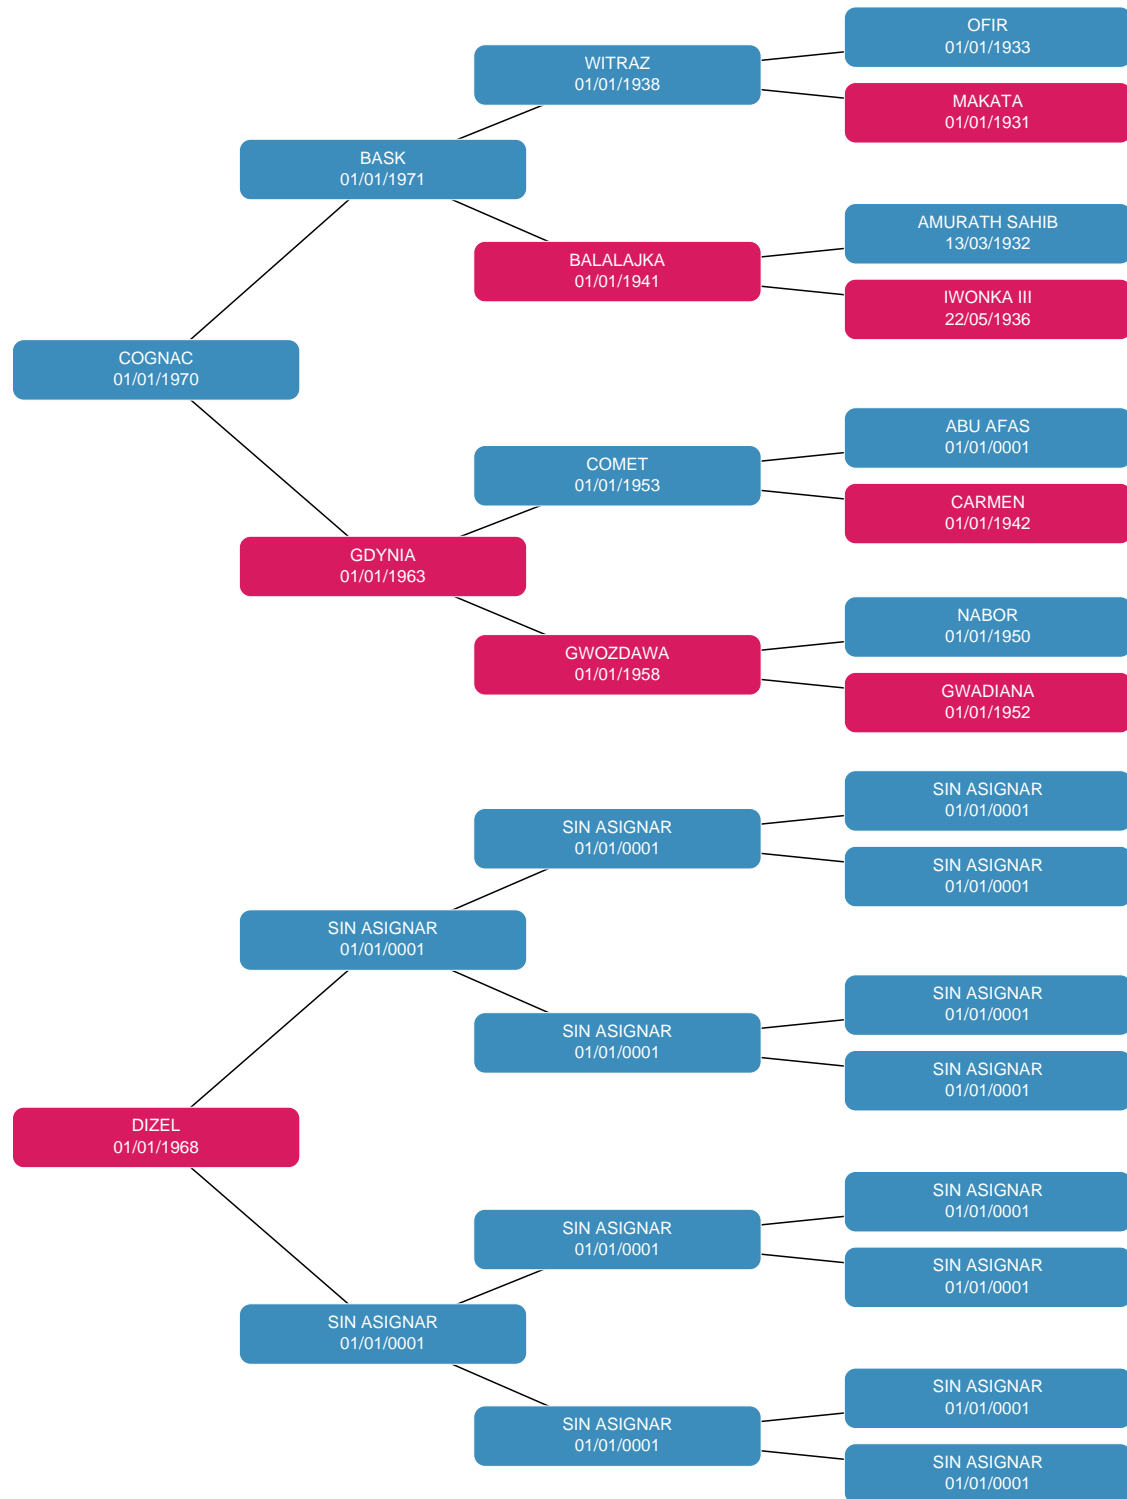 OFIR
01/01/1933
WITRAZ
01/01/1938
MAKATA
01/01/1931
BASK
01/01/1971
AMURATH SAHIB
13/03/1932
BALALAJKA
01/01/1941
IWONKA III
22/05/1936
COGNAC
01/01/1970
ABU AFAS
01/01/0001
COMET
01/01/1953
CARMEN
01/01/1942
GDYNIA
01/01/1963
NABOR
01/01/1950
GWOZDAWA
01/01/1958
GWADIANA
01/01/1952
SIN ASIGNAR
01/01/0001
SIN ASIGNAR
01/01/0001
SIN ASIGNAR
01/01/0001
SIN ASIGNAR
01/01/0001
SIN ASIGNAR
01/01/0001
SIN ASIGNAR
01/01/0001
SIN ASIGNAR
01/01/0001
DIZEL
01/01/1968
SIN ASIGNAR
01/01/0001
SIN ASIGNAR
01/01/0001
SIN ASIGNAR
01/01/0001
SIN ASIGNAR
01/01/0001
SIN ASIGNAR
01/01/0001
SIN ASIGNAR
01/01/0001
SIN ASIGNAR
01/01/0001